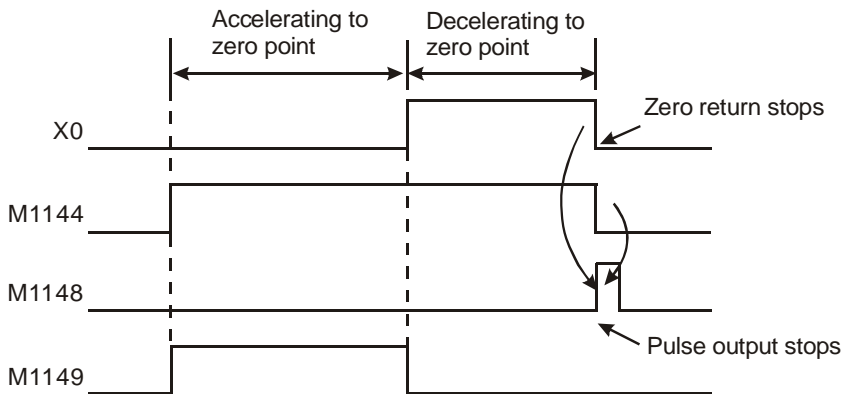 Accelerating to
zero point
Decelerating to
zero point
X0
Zero return stops
M1144
M1148
Pulse output stops
M1149